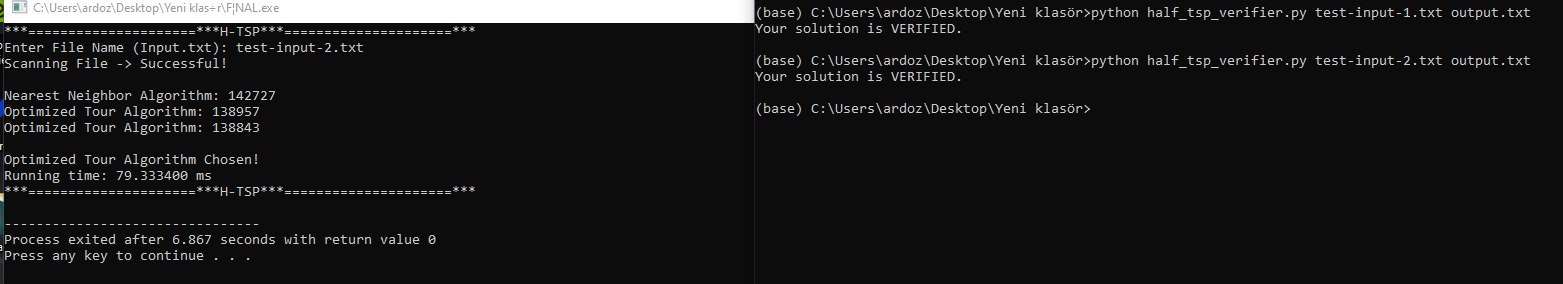 C:\Users\ardoz\Desktop\Yeni klas÷r\F¦NAL.exe
***=====================***H-TSP***=====================***
Enter File Name (Input.txt): test-input-2.txt
Scanning File -> Successful!
Nearest Neighbor Algorithm: 142727
Optimized Tour Algorithm: 138957
Optimized Tour Algorithm: 138843
Optimized Tour Algorithm Chosen!
Running time: 79.333400 ms
***=====================***H-TSP***=====================***
--------------------------------
Process exited after 6.867 seconds with return value 0
Press any key to continue . . .
(base) C:\Users\ardoz\Desktop\Yeni klasör>python half_tsp_verifier.py test-input-1.txt output.txt
Your solution is VERIFIED.
(base) C:\Users\ardoz\Desktop\Yeni klasör>python half_tsp_verifier.py test-input-2.txt output.txt
Your solution is VERIFIED.
(base) C:\Users\ardoz\Desktop\Yeni klasör>